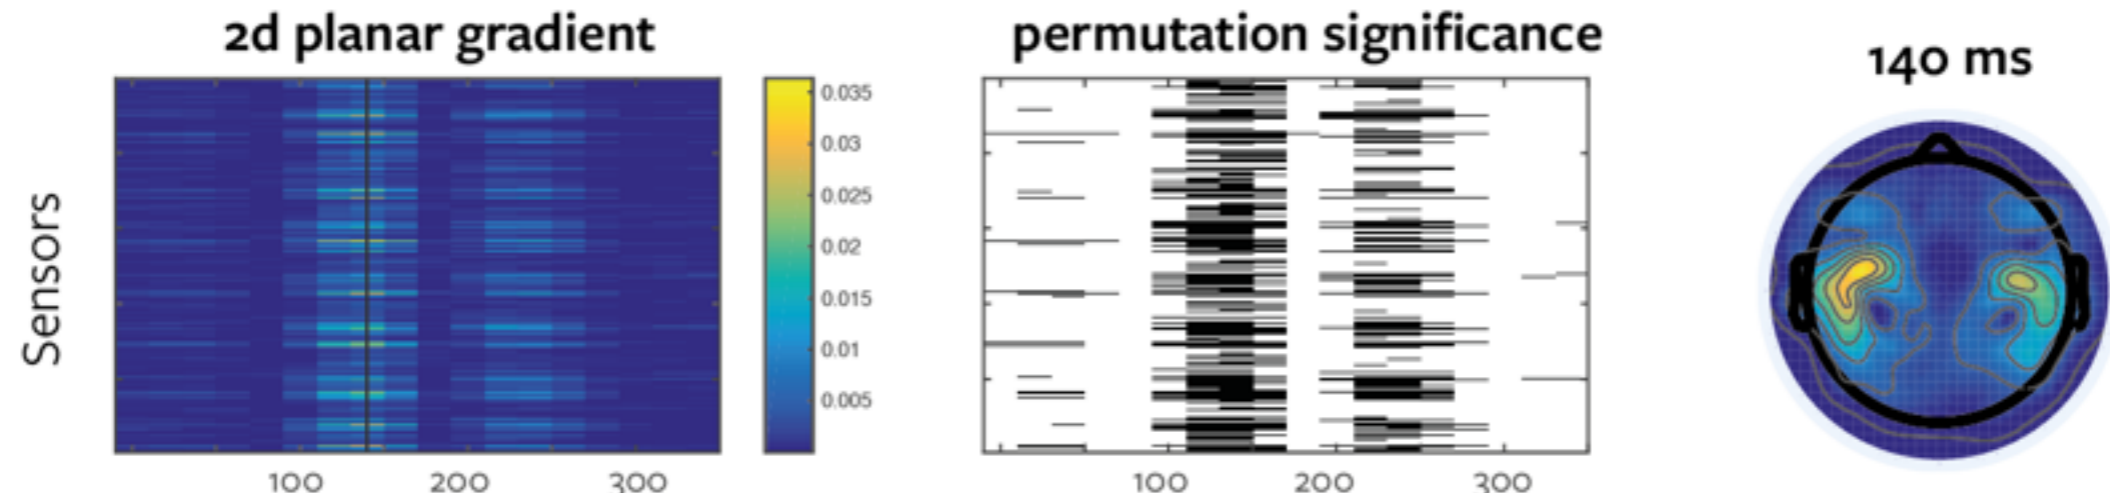 2d planar gradient
permutation significance
140 ms
Sensors
0.035
0.03
0.025
0.02
0.015
0.01
0.005
100 200 300
100 200 300